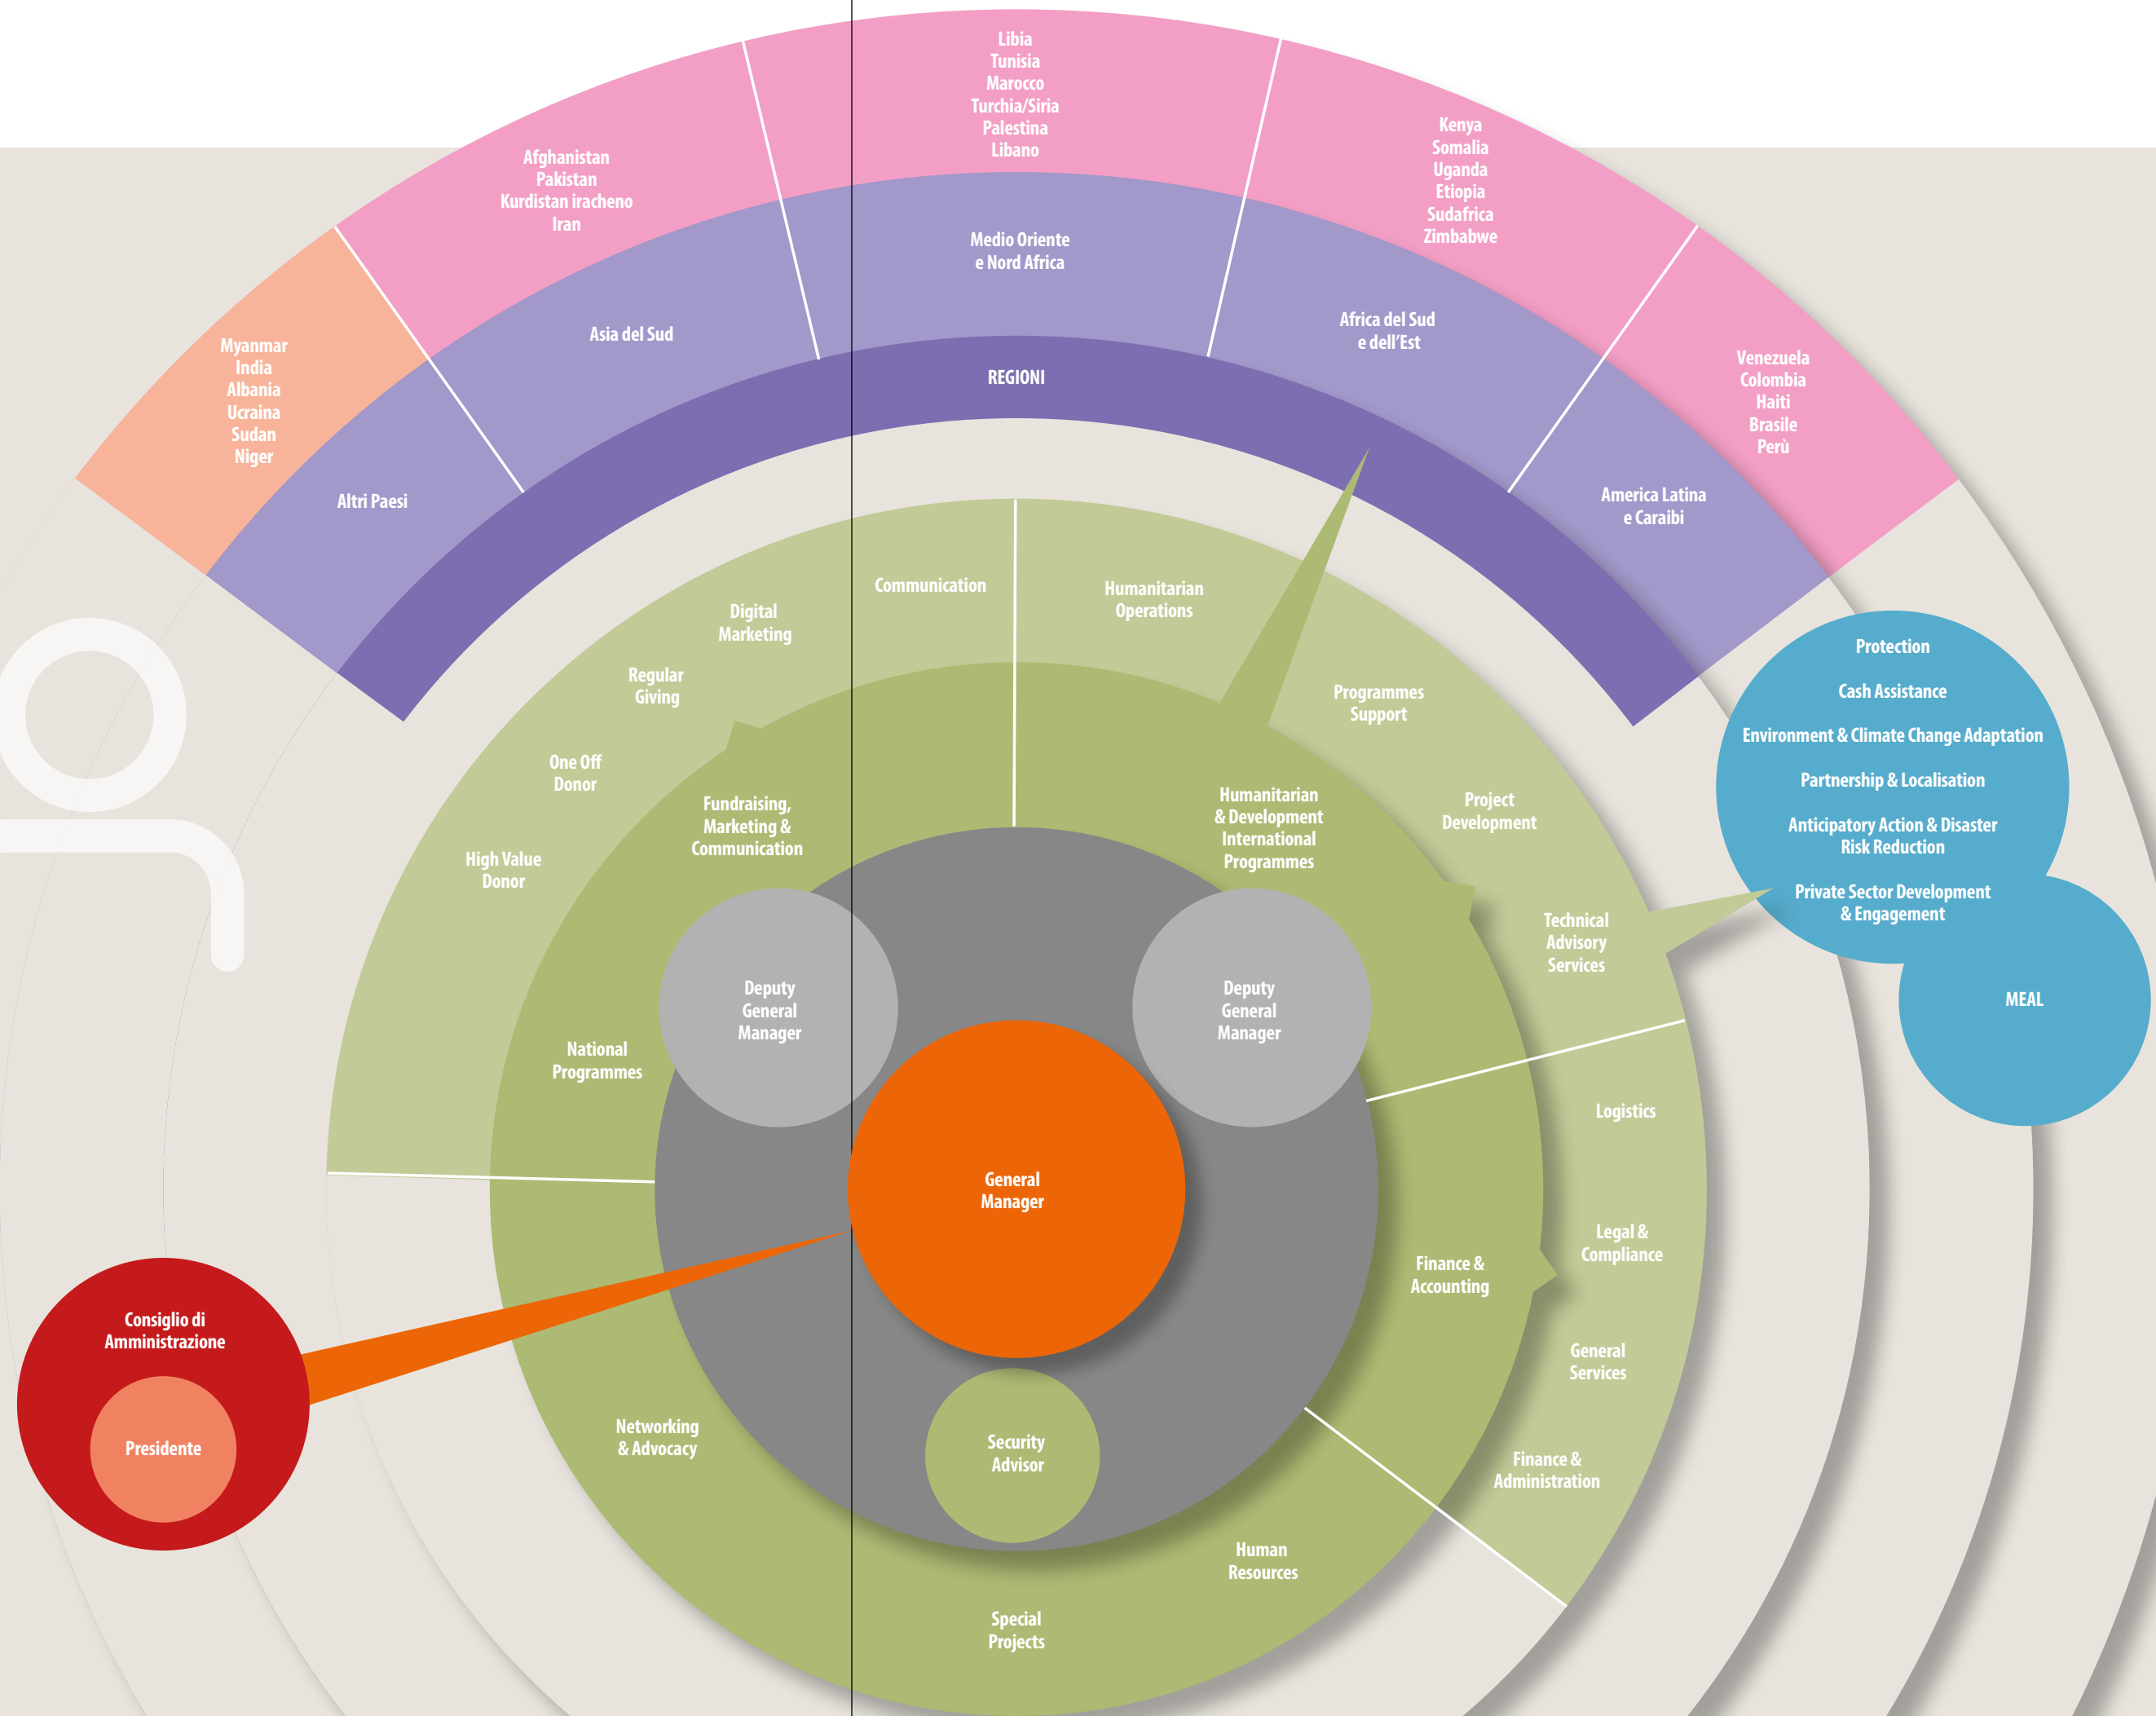 Libia
Tunisia
Marocco
Turchia/Siria
Palestina
Libano
Kenya
Somalia
Uganda
Etiopia
Sudafrica
Zimbabwe
Afghanistan
Pakistan
Kurdistan iracheno
Iran
Medio Oriente
e Nord Africa
Africa del Sud
e dell'Est
Asia del Sud
Myanmar
India
Albania
Ucraina
Sudan
Niger
Venezuela
Colombia
Haiti
Brasile
Perù
REGIONI
Altri Paesi
America Latina
e Caraibi
Communication
Humanitarian
Operations
Digital
Marketing
Regular
Giving
One Off
Donor
High Value
Donor
Programmes
Support
Project
Development
Technical
Advisory
Services
Protection
Cash Assistance
Environment & Climate Change Adaptation
Partnership & Localisation
Anticipatory Action & Disaster
Risk Reduction
Private Sector Development
& Engagement
MEAL
Fundraising,
Marketing &
Communication
Humanitarian
& Development
International
Programmes
Deputy
General
Manager
Deputy
General
Manager
National
Programmes
Logistics
General
Manager
Legal &
Compliance
Finance &
Accounting
General
Services
Finance &
Administration
Consiglio di
Amministrazione
Presidente
Networking
& Advocacy
Security
Advisor
Human
Resources
Special
Projects